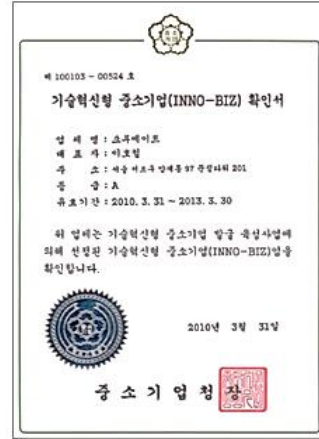 제 100103 - 00524 호
기술혁신형 중소기업(INNO-BIZ) 확인서
업 체 명 :
대 표 자 :
주 소 : 서울 서초구 양재동 97 201
등 급 : A
유효기간 : 2010. 3. 31 ~ 2013. 3. 30
위 업체는 기술혁신형 중소기업 발굴 육성사업에
의해 선정된 기술혁신형 중소기업(INNO-BIZ)임을
확인합니다.
2010년 3월 31일
중 소 기 업 청 장